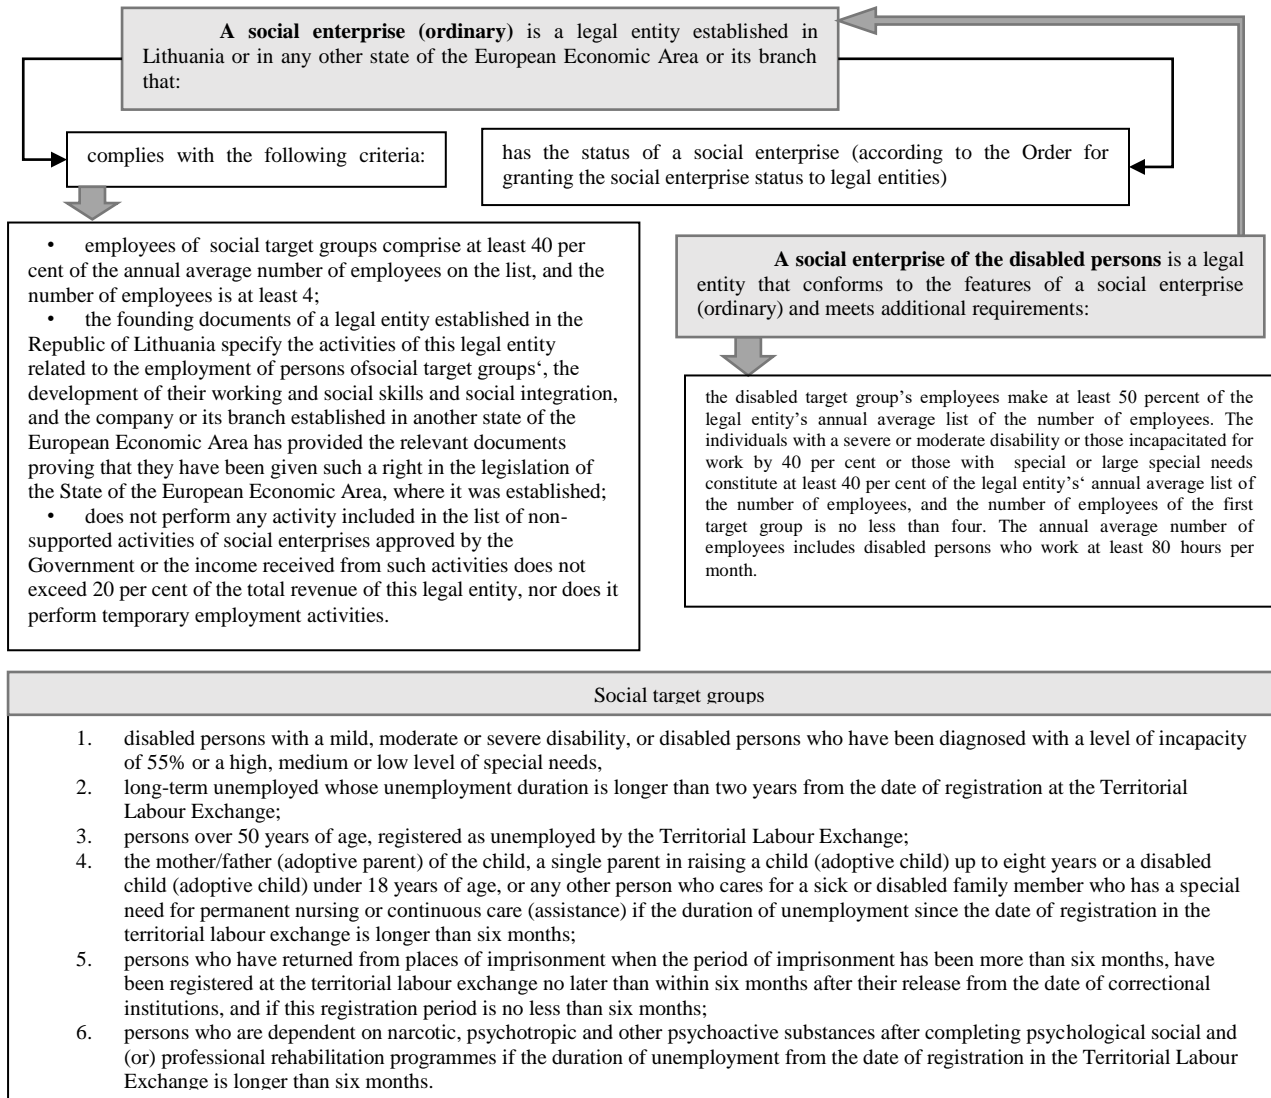 A social enterprise (ordinary) is a legal entity established in
Lithuania or in any other state of the European Economic Area or its branch
that:
complies with the following criteria:
has the status of a social enterprise (according to the Order for
granting the social enterprise status to legal entities)
• employees of social target groups comprise at least 40 per
cent of the annual average number of employees on the list, and the
number of employees is at least 4;
• the founding documents of a legal entity established in the
Republic of Lithuania specify the activities of this legal entity
related to the employment of persons ofsocial target groups‘, the
development of their working and social skills and social integration,
and the company or its branch established in another state of the
European Economic Area has provided the relevant documents
proving that they have been given such a right in the legislation of
the State of the European Economic Area, where it was established;
• does not perform any activity included in the list of non-
supported activities of social enterprises approved by the
Government or the income received from such activities does not
exceed 20 per cent of the total revenue of this legal entity, nor does it
perform temporary employment activities.
A social enterprise of the disabled persons is a legal
entity that conforms to the features of a social enterprise
(ordinary) and meets additional requirements:
the disabled target group’s employees make at least 50 percent of the
legal entity’s annual average list of the number of employees. The
individuals with a severe or moderate disability or those incapacitated for
work by 40 per cent or those with special or large special needs
constitute at least 40 per cent of the legal entity’s‘ annual average list of
the number of employees, and the number of employees of the first
target group is no less than four. The annual average number of
employees includes disabled persons who work at least 80 hours per
month.
Social target groups
1. disabled persons with a mild, moderate or severe disability, or disabled persons who have been diagnosed with a level of incapacity
of 55% or a high, medium or low level of special needs,
2. long-term unemployed whose unemployment duration is longer than two years from the date of registration at the Territorial
Labour Exchange;
3. persons over 50 years of age, registered as unemployed by the Territorial Labour Exchange;
4. the mother/father (adoptive parent) of the child, a single parent in raising a child (adoptive child) up to eight years or a disabled
child (adoptive child) under 18 years of age, or any other person who cares for a sick or disabled family member who has a special
need for permanent nursing or continuous care (assistance) if the duration of unemployment since the date of registration in the
territorial labour exchange is longer than six months;
5. persons who have returned from places of imprisonment when the period of imprisonment has been more than six months, have
been registered at the territorial labour exchange no later than within six months after their release from the date of correctional
institutions, and if this registration period is no less than six months;
6. persons who are dependent on narcotic, psychotropic and other psychoactive substances after completing psychological social and
(or) professional rehabilitation programmes if the duration of unemployment from the date of registration in the Territorial Labour
Exchange is longer than six months.